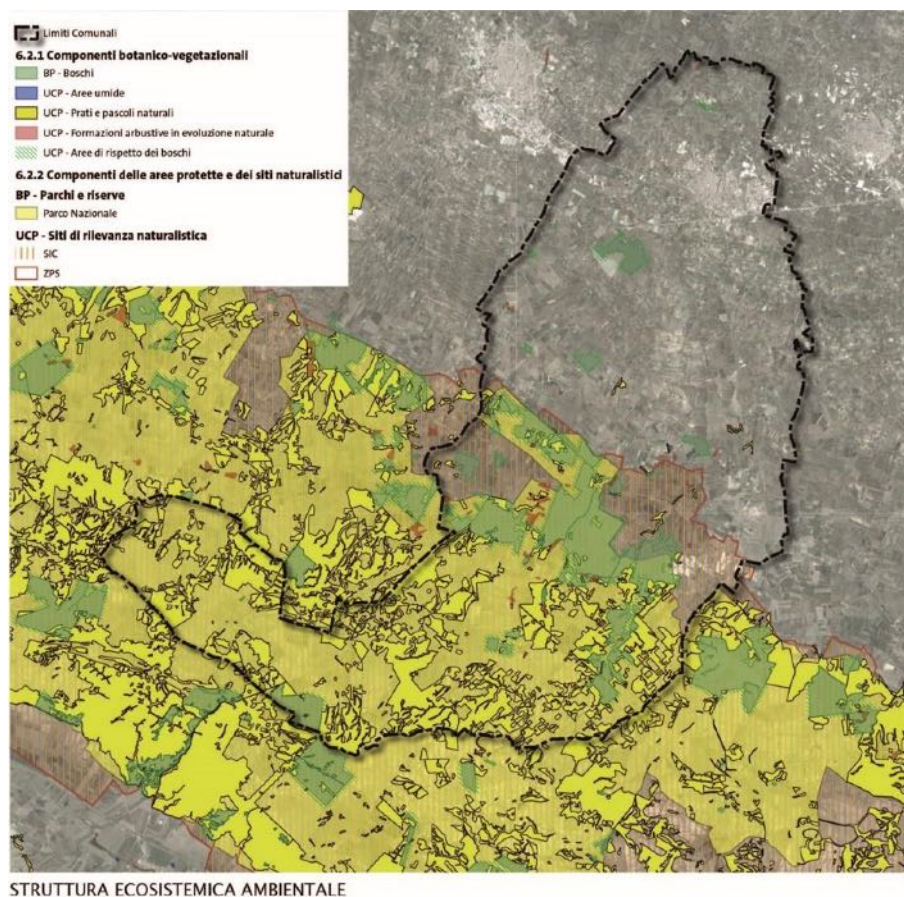 Limiti Comunali
6.2.1 Componenti botanico-vegetazionali
BP - Boschi
UCP - Aree umide
UCP - Prati e pascoli naturali
UCP - Formazioni arbustive in evoluzione naturale
UCP - Aree di rispetto dei boschi
6.2.2 Componenti delle aree protette e dei siti naturalistici
BP - Parchi e riserve
Parco Nazionale
UCP - Siti di rilevanza naturalistica
SIC
ZPS
STRUTTURA ECOSISTEMICA AMBIENTALE